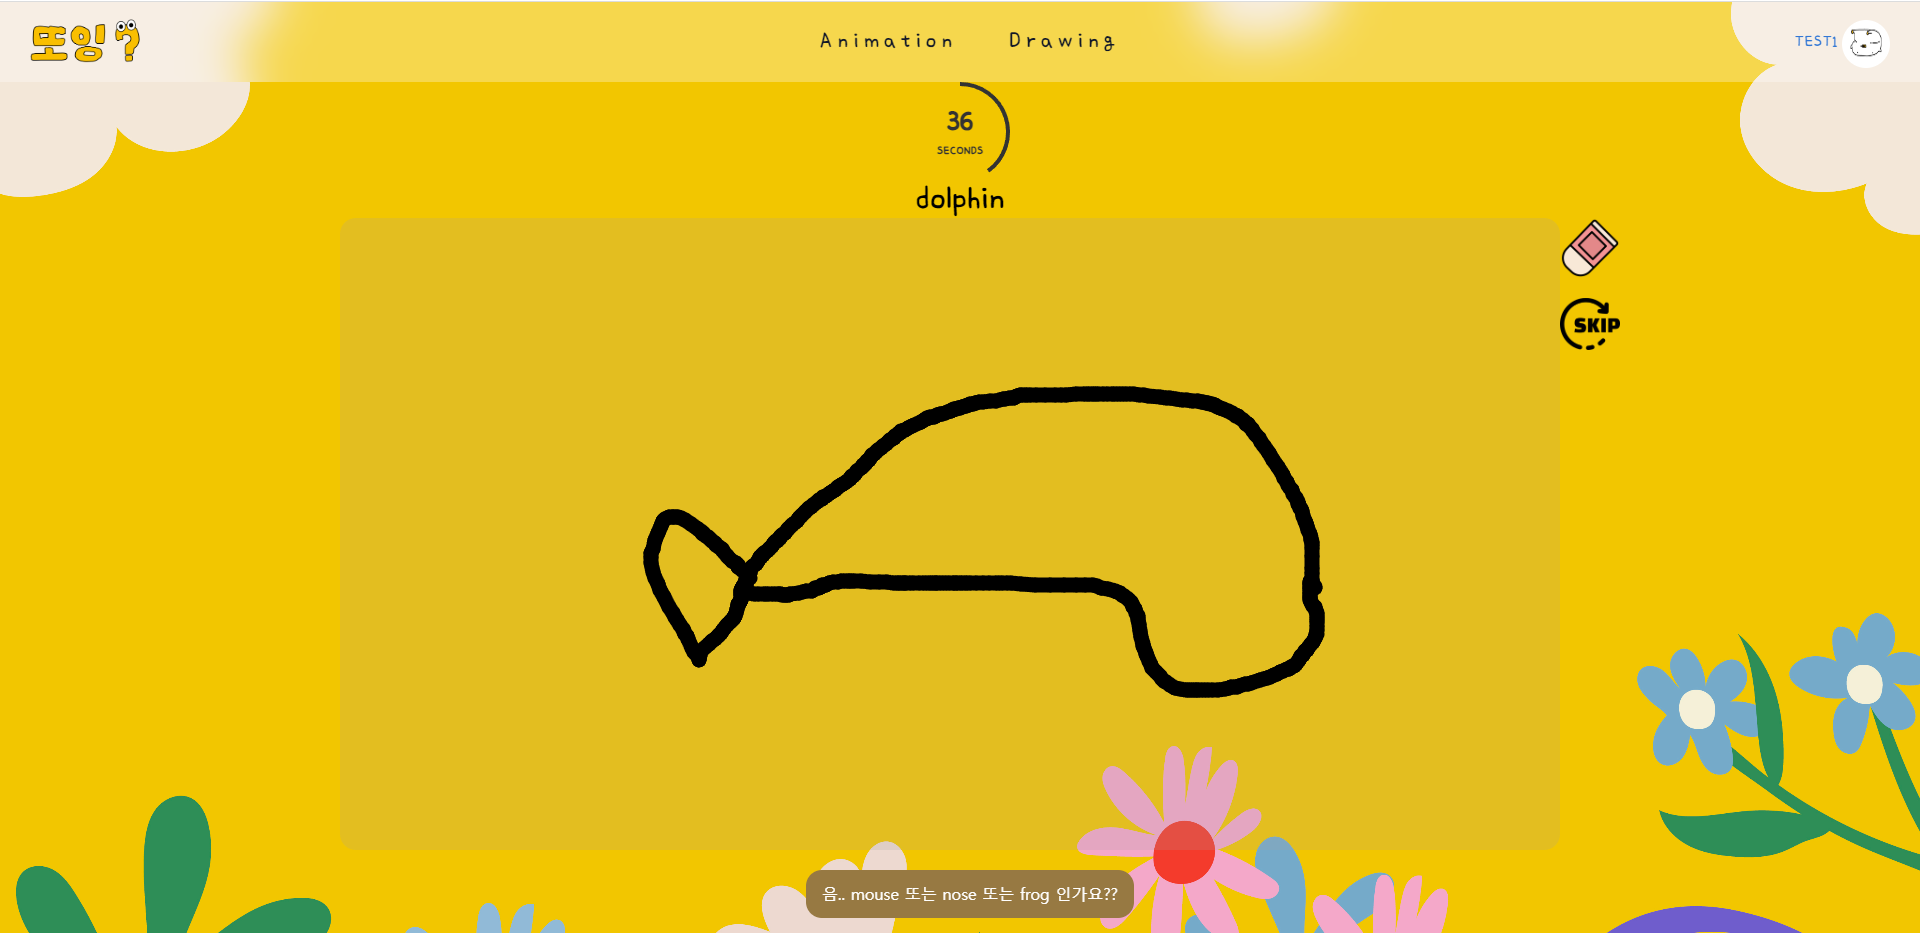 또잉?
Animation
Drawing
TEST1
36
SECONDS
dolphin
SKIP
음.. mouse 또는 nose 또는 frog 인가요??